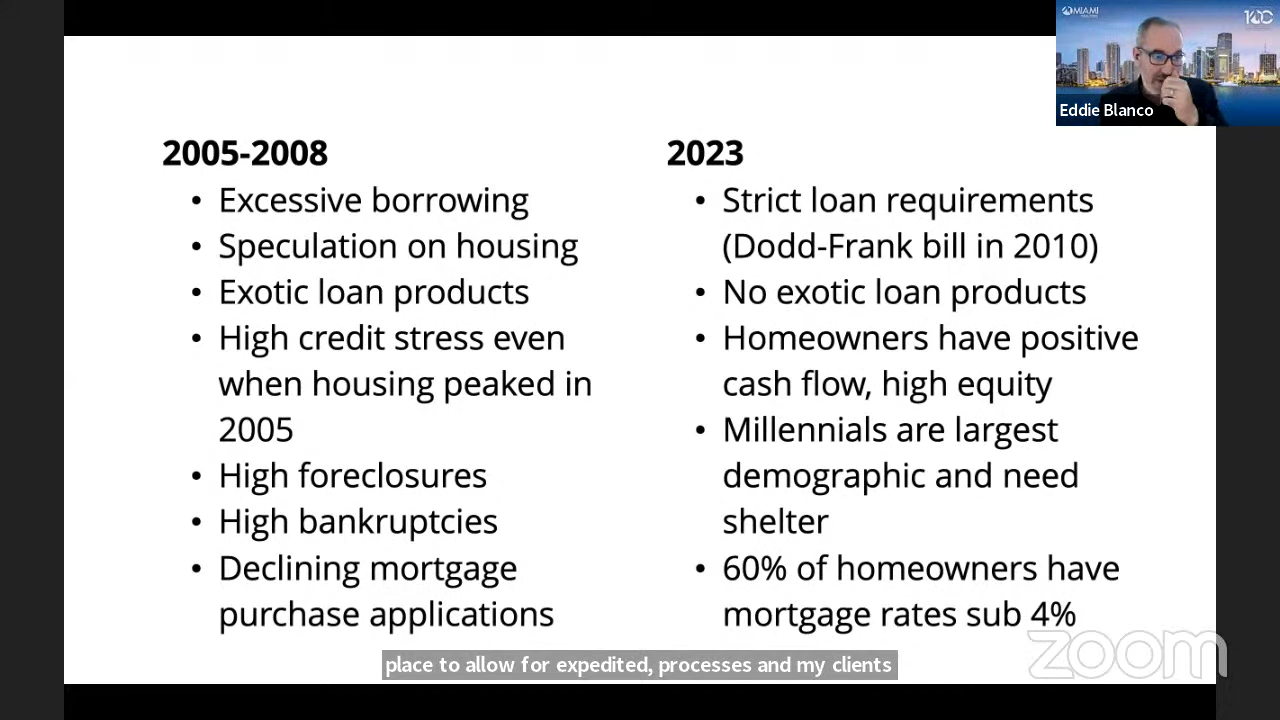 MIAMI
100
Eddie Blanco
2005-2008
• Excessive borrowing
• Speculation on housing
• Exotic loan products
• High credit stress even
when housing peaked in
2005
• High foreclosures
• High bankruptcies
• Declining mortgage
purchase applications
2023
• Strict loan requirements
(Dodd-Frank bill in 2010)
• No exotic loan products
• Homeowners have positive
cash flow, high equity
• Millennials are largest
demographic and need
shelter
• 60% of homeowners have
mortgage rates sub 4%
place to allow for expedited, processes and my clients
zoom